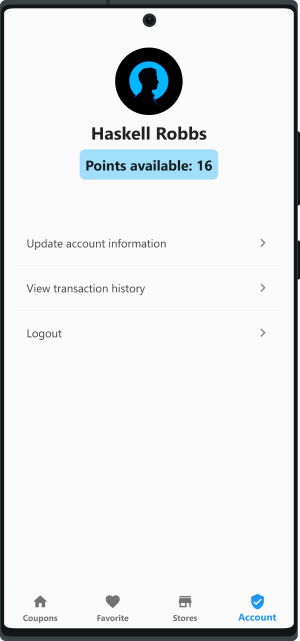 Haskell Robbs
Points available: 16
Update account information
View transaction history
Logout
Coupons
Favorite
Stores
Account